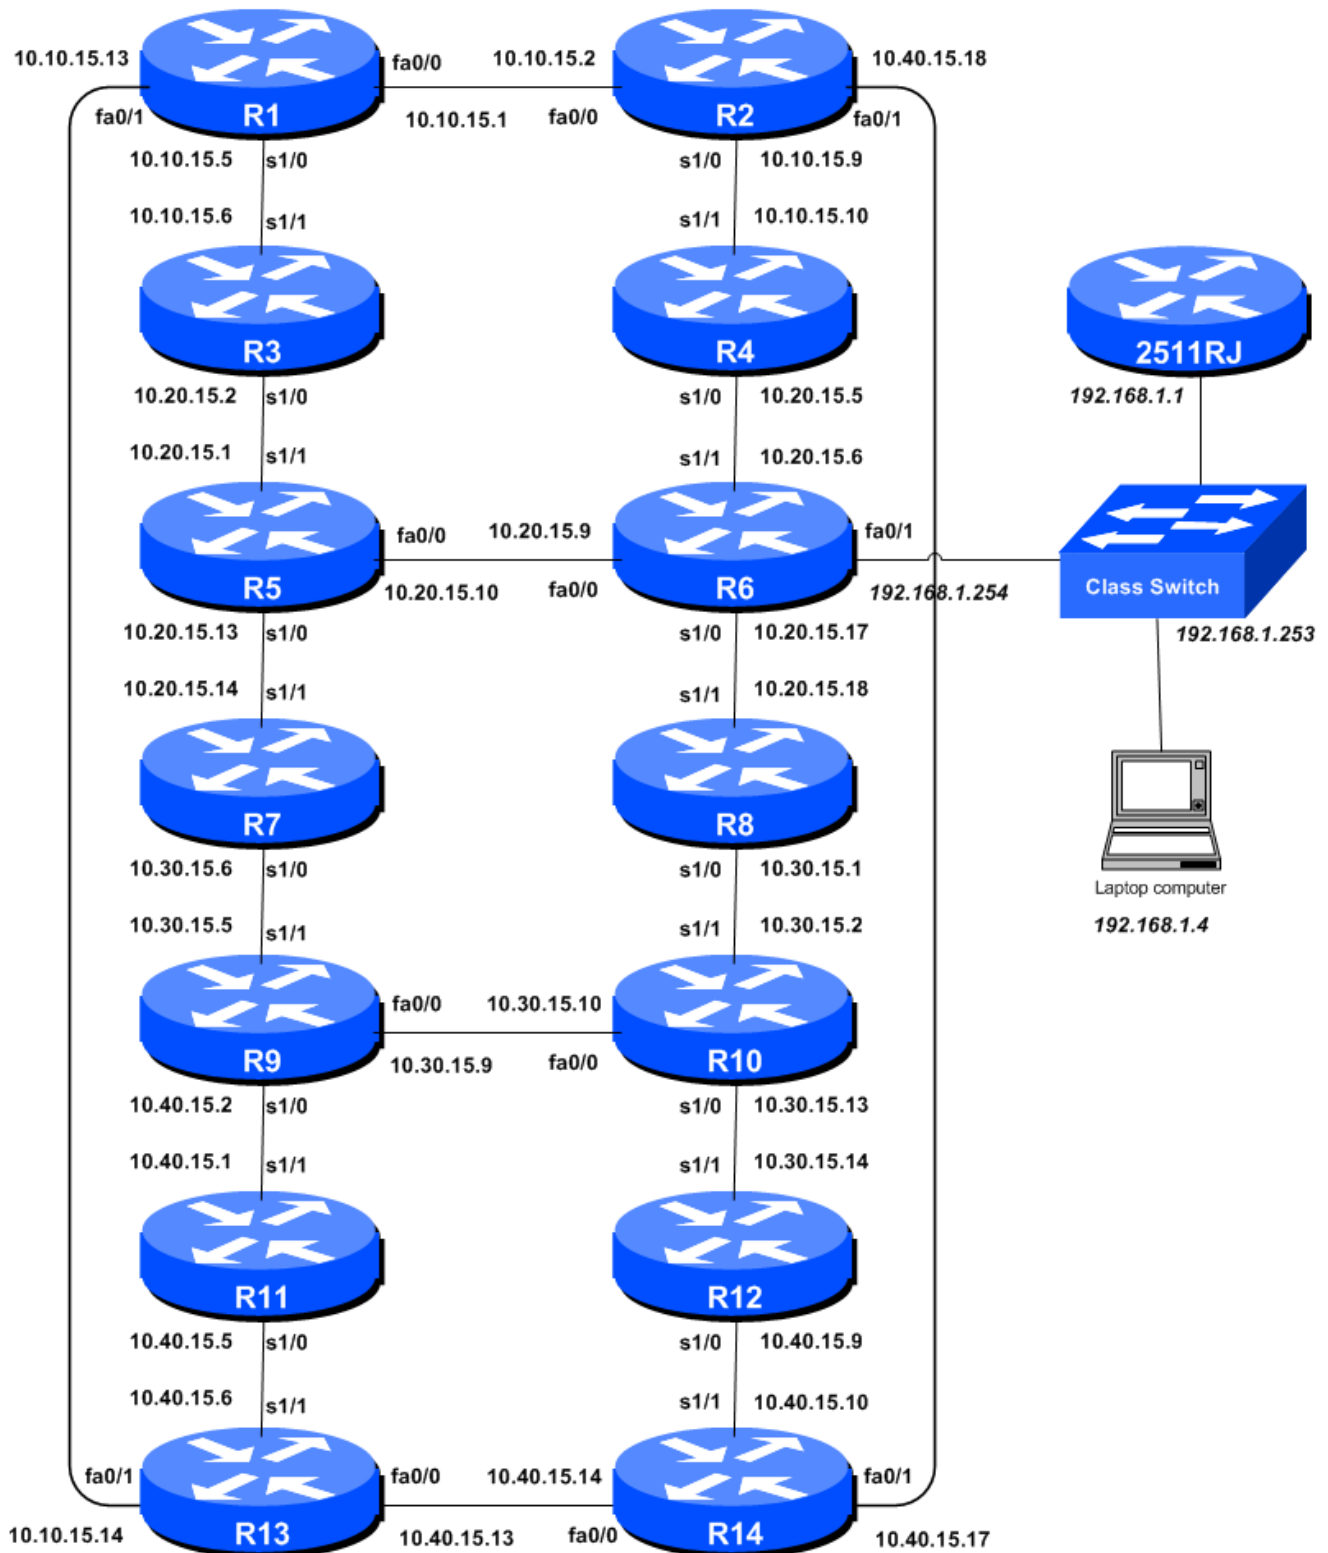 10.10.15.13
fa0/0
10.10.15.2
10.40.15.18
fa0/1
R1
10.10.15.1
fa0/0
R2
fa0/1
10.10.15.5
s1/0
s1/0
10.10.15.9
10.10.15.6
s1/1
s1/1
10.10.15.10
R3
R4
2511RJ
10.20.15.2
s1/0
s1/0
10.20.15.5
192.168.1.1
10.20.15.1
s1/1
s1/1
10.20.15.6
fa0/0
10.20.15.9
fa0/1
R5
10.20.15.10
fa0/0
R6
192.168.1.254
Class Switch
10.20.15.13
s1/0
s1/0
10.20.15.17
192.168.1.253
10.20.15.14
s1/1
s1/1
10.20.15.18
R7
R8
10.30.15.6
s1/0
s1/0
10.30.15.1
Laptop computer
10.30.15.5
s1/1
s1/1
10.30.15.2
192.168.1.4
fa0/0
10.30.15.10
R9
10.30.15.9
fa0/0
R10
10.40.15.2
s1/0
s1/0
10.30.15.13
10.40.15.1
s1/1
s1/1
10.30.15.14
R11
R12
10.40.15.5
s1/0
s1/0
10.40.15.9
10.40.15.6
s1/1
s1/1
10.40.15.10
fa0/1
fa0/0
10.40.15.14
fa0/1
10.10.15.14
R13
10.40.15.13
fa0/0
R14
10.40.15.17